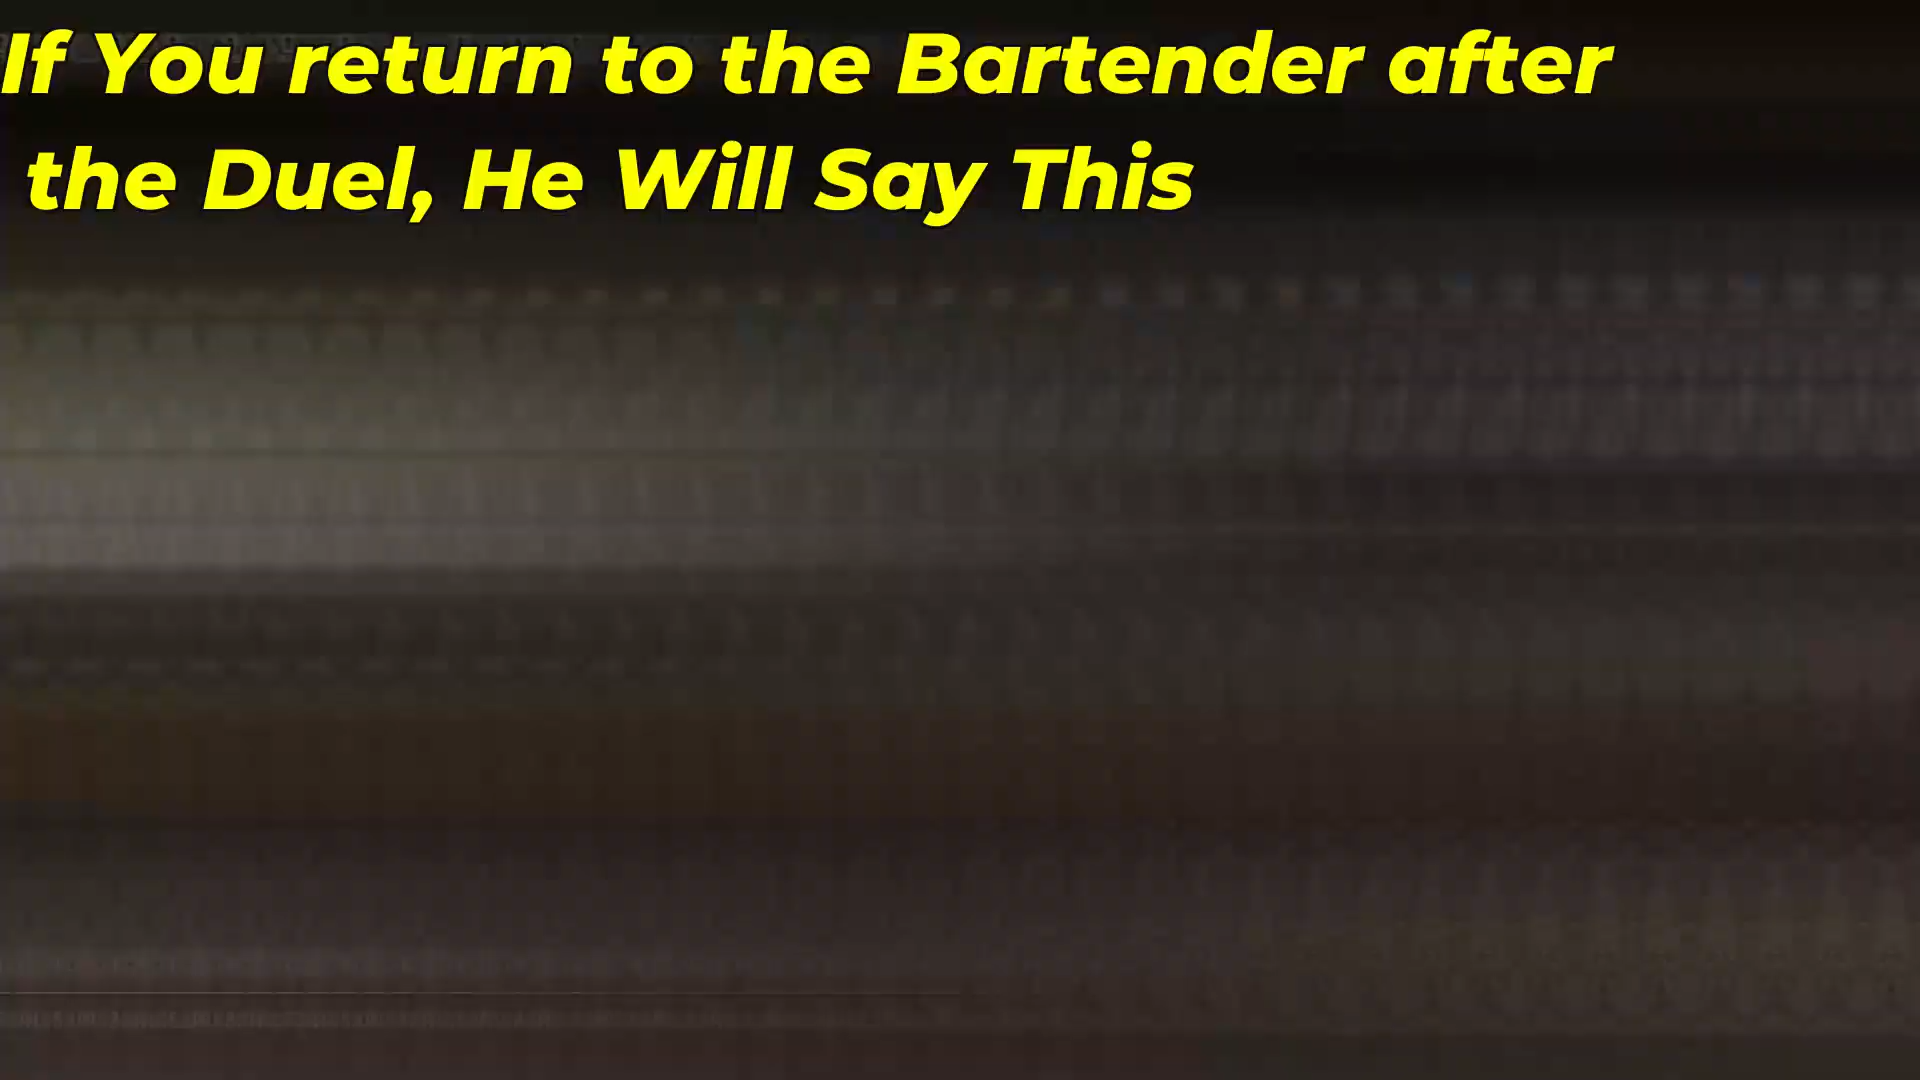 If You return to the Bartender after
the Duel, He Will Say This